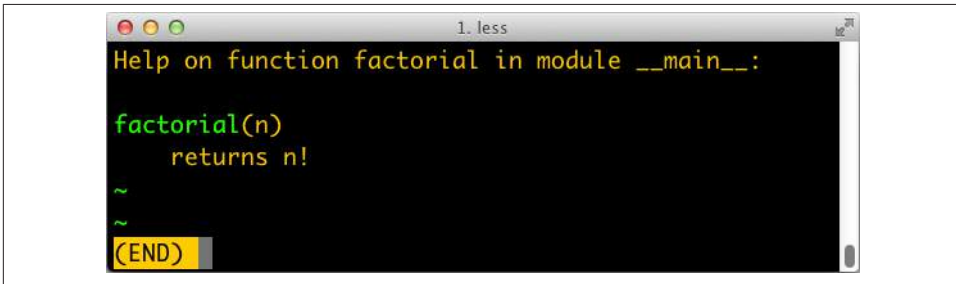 1. less
Help on function factorial in module __main__:
factorial(n)
    returns n!
~
~
(END)